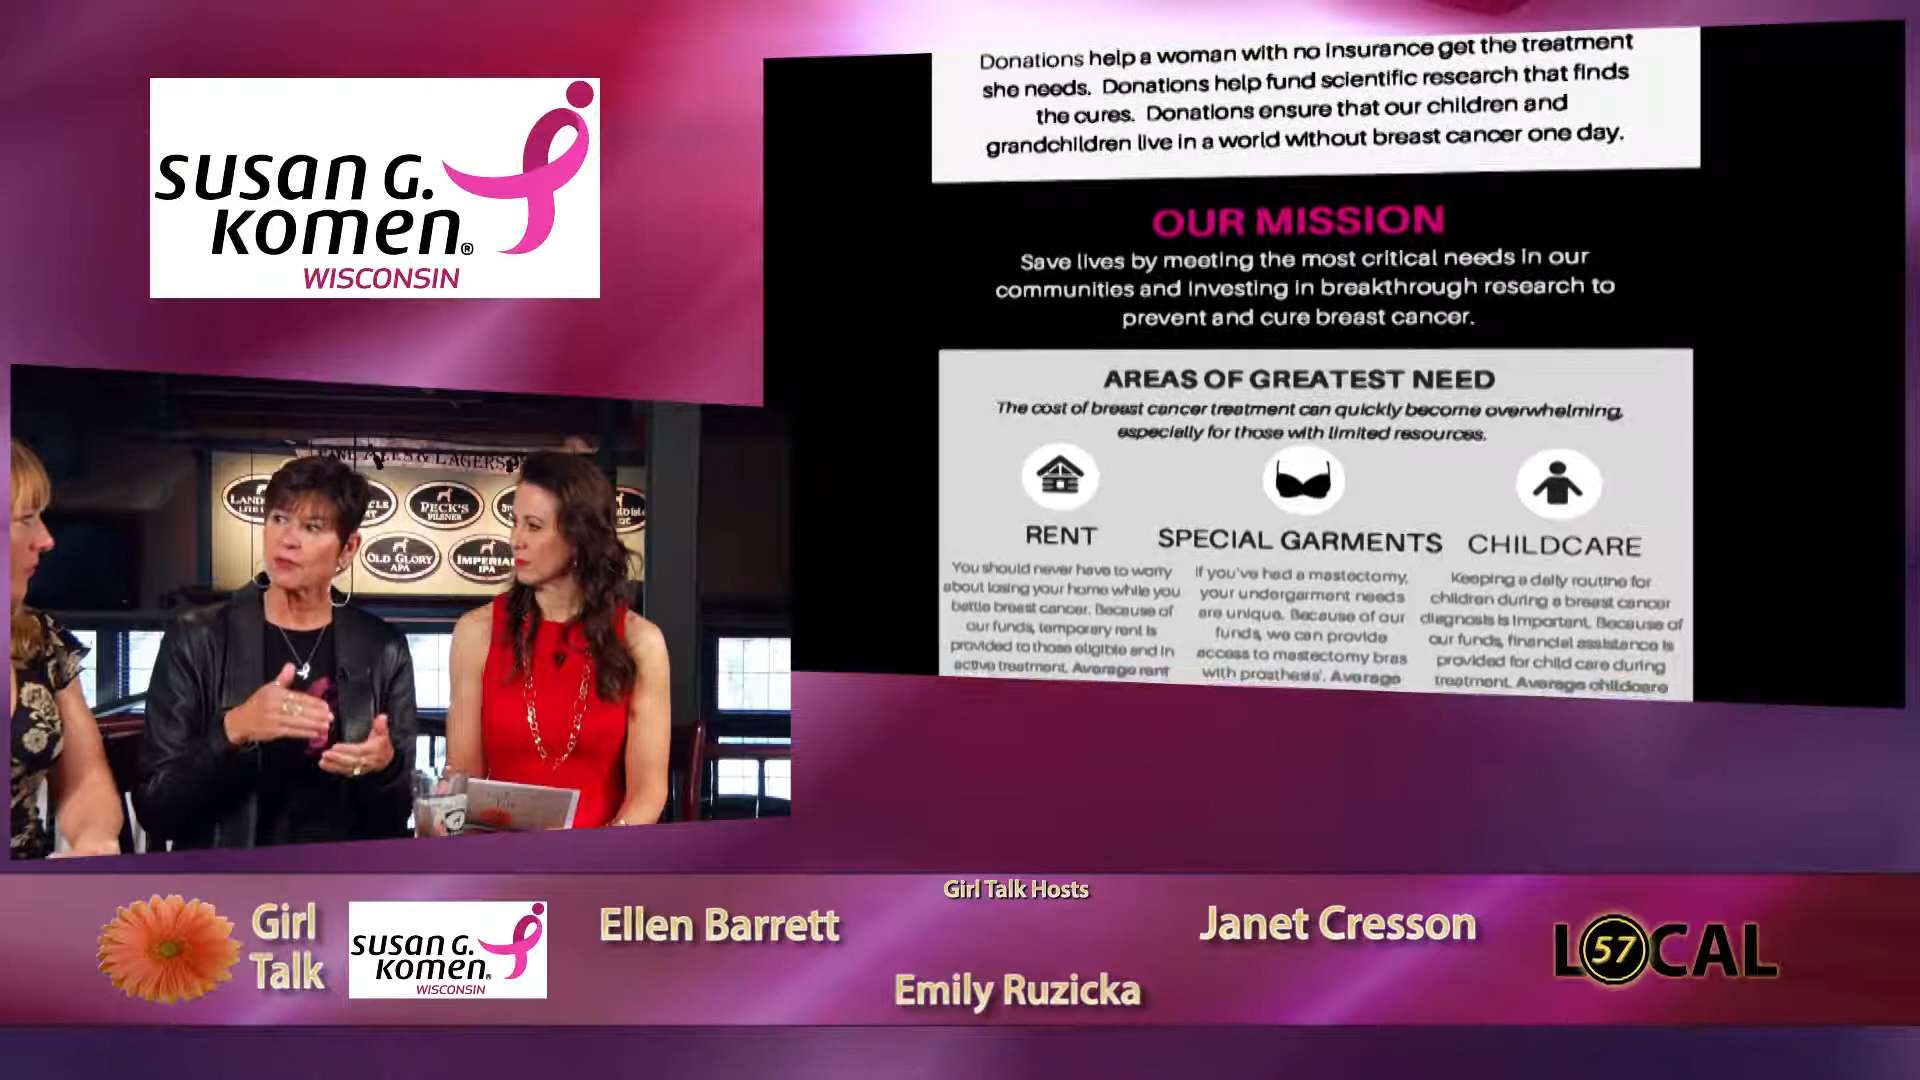 susan G.
komen®
WISCONSIN
Donations help a woman with no insurance get the treatment
she needs. Donations help fund scientific research that finds
the cures. Donations ensure that our children and
grandchildren live in a world without breast cancer one day.
OUR MISSION
Save lives by meeting the most critical needs in our
communities and investing in breakthrough research to
prevent and cure breast cancer.
AREAS OF GREATEST NEED
The cost of breast cancer treatment can quickly become overwhelming,
especially for those with limited resources.
RENT
You should never have to worry
about losing your home while you
battle breast cancer. Because of
our funds, temporary rent is
provided to those eligible and in
active treatment. Average rent
SPECIAL GARMENTS
If you've had a mastectomy,
your undergarment needs
are unique. Because of our
funds, we can provide
access to mastectomy bras
with prosthesis'. Average
CHILDCARE
Keeping a daily routine for
children during a breast cancer
diagnosis is important. Because of
our funds, financial assistance is
provided for child care during
treatment. Average childcare
ALES & LAGERS
PECK'S
PILSNER
OLD GLORY
APA
IMPERIAL
IPA
Girl Talk Hosts
Girl
Talk
susan G.
komen®
WISCONSIN
Ellen Barrett
Emily Ruzicka
Janet Cresson
LOCAL
57